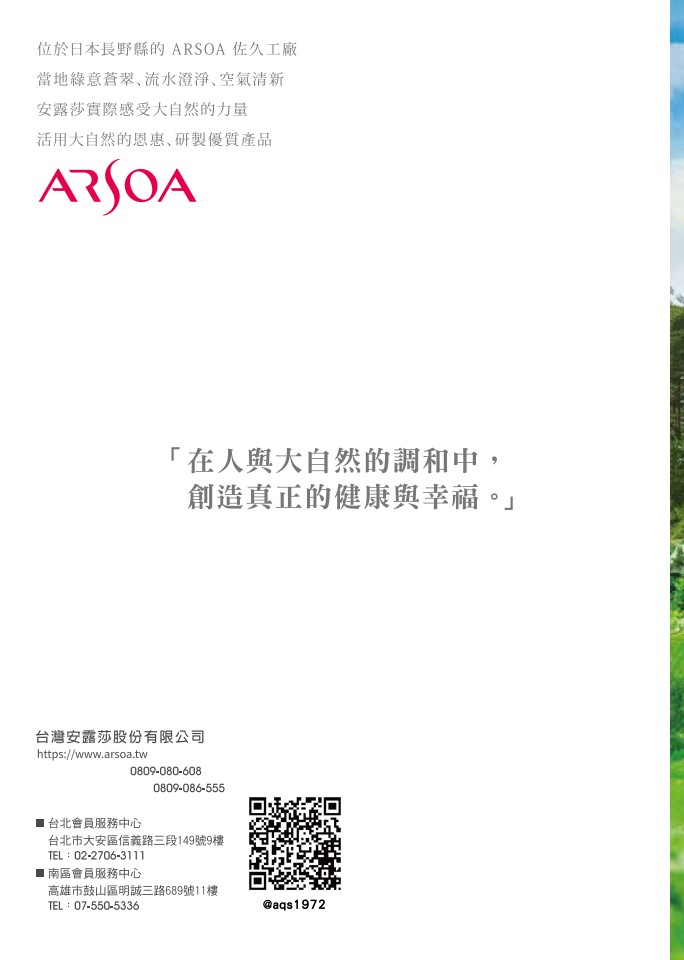 位於日本長野縣的 ARSOA 佐久工廠
當地綠意蒼翠、流水澄淨、空氣清新
安露莎實際感受大自然的力量
活用大自然的恩惠、研製優質產品
ARSOA
「在人與大自然的調和中，
創造真正的健康與幸福。」
台灣安露莎股份有限公司
https://www.arsoa.tw
0809-080-608
0809-086-555
■ 台北會員服務中心
台北市大安區信義路三段149號9樓
TEL：02-2706-3111
■ 南區會員服務中心
高雄市鼓山區明誠三路689號11樓
TEL：07-550-5336
@aqs1972